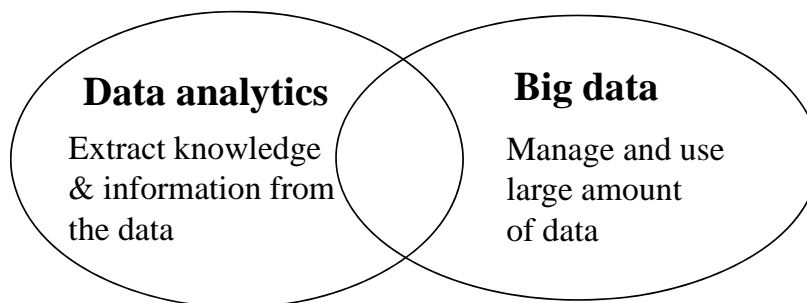 Data analytics
Extract knowledge
& information from
the data
Big data
Manage and use
large amount
of data